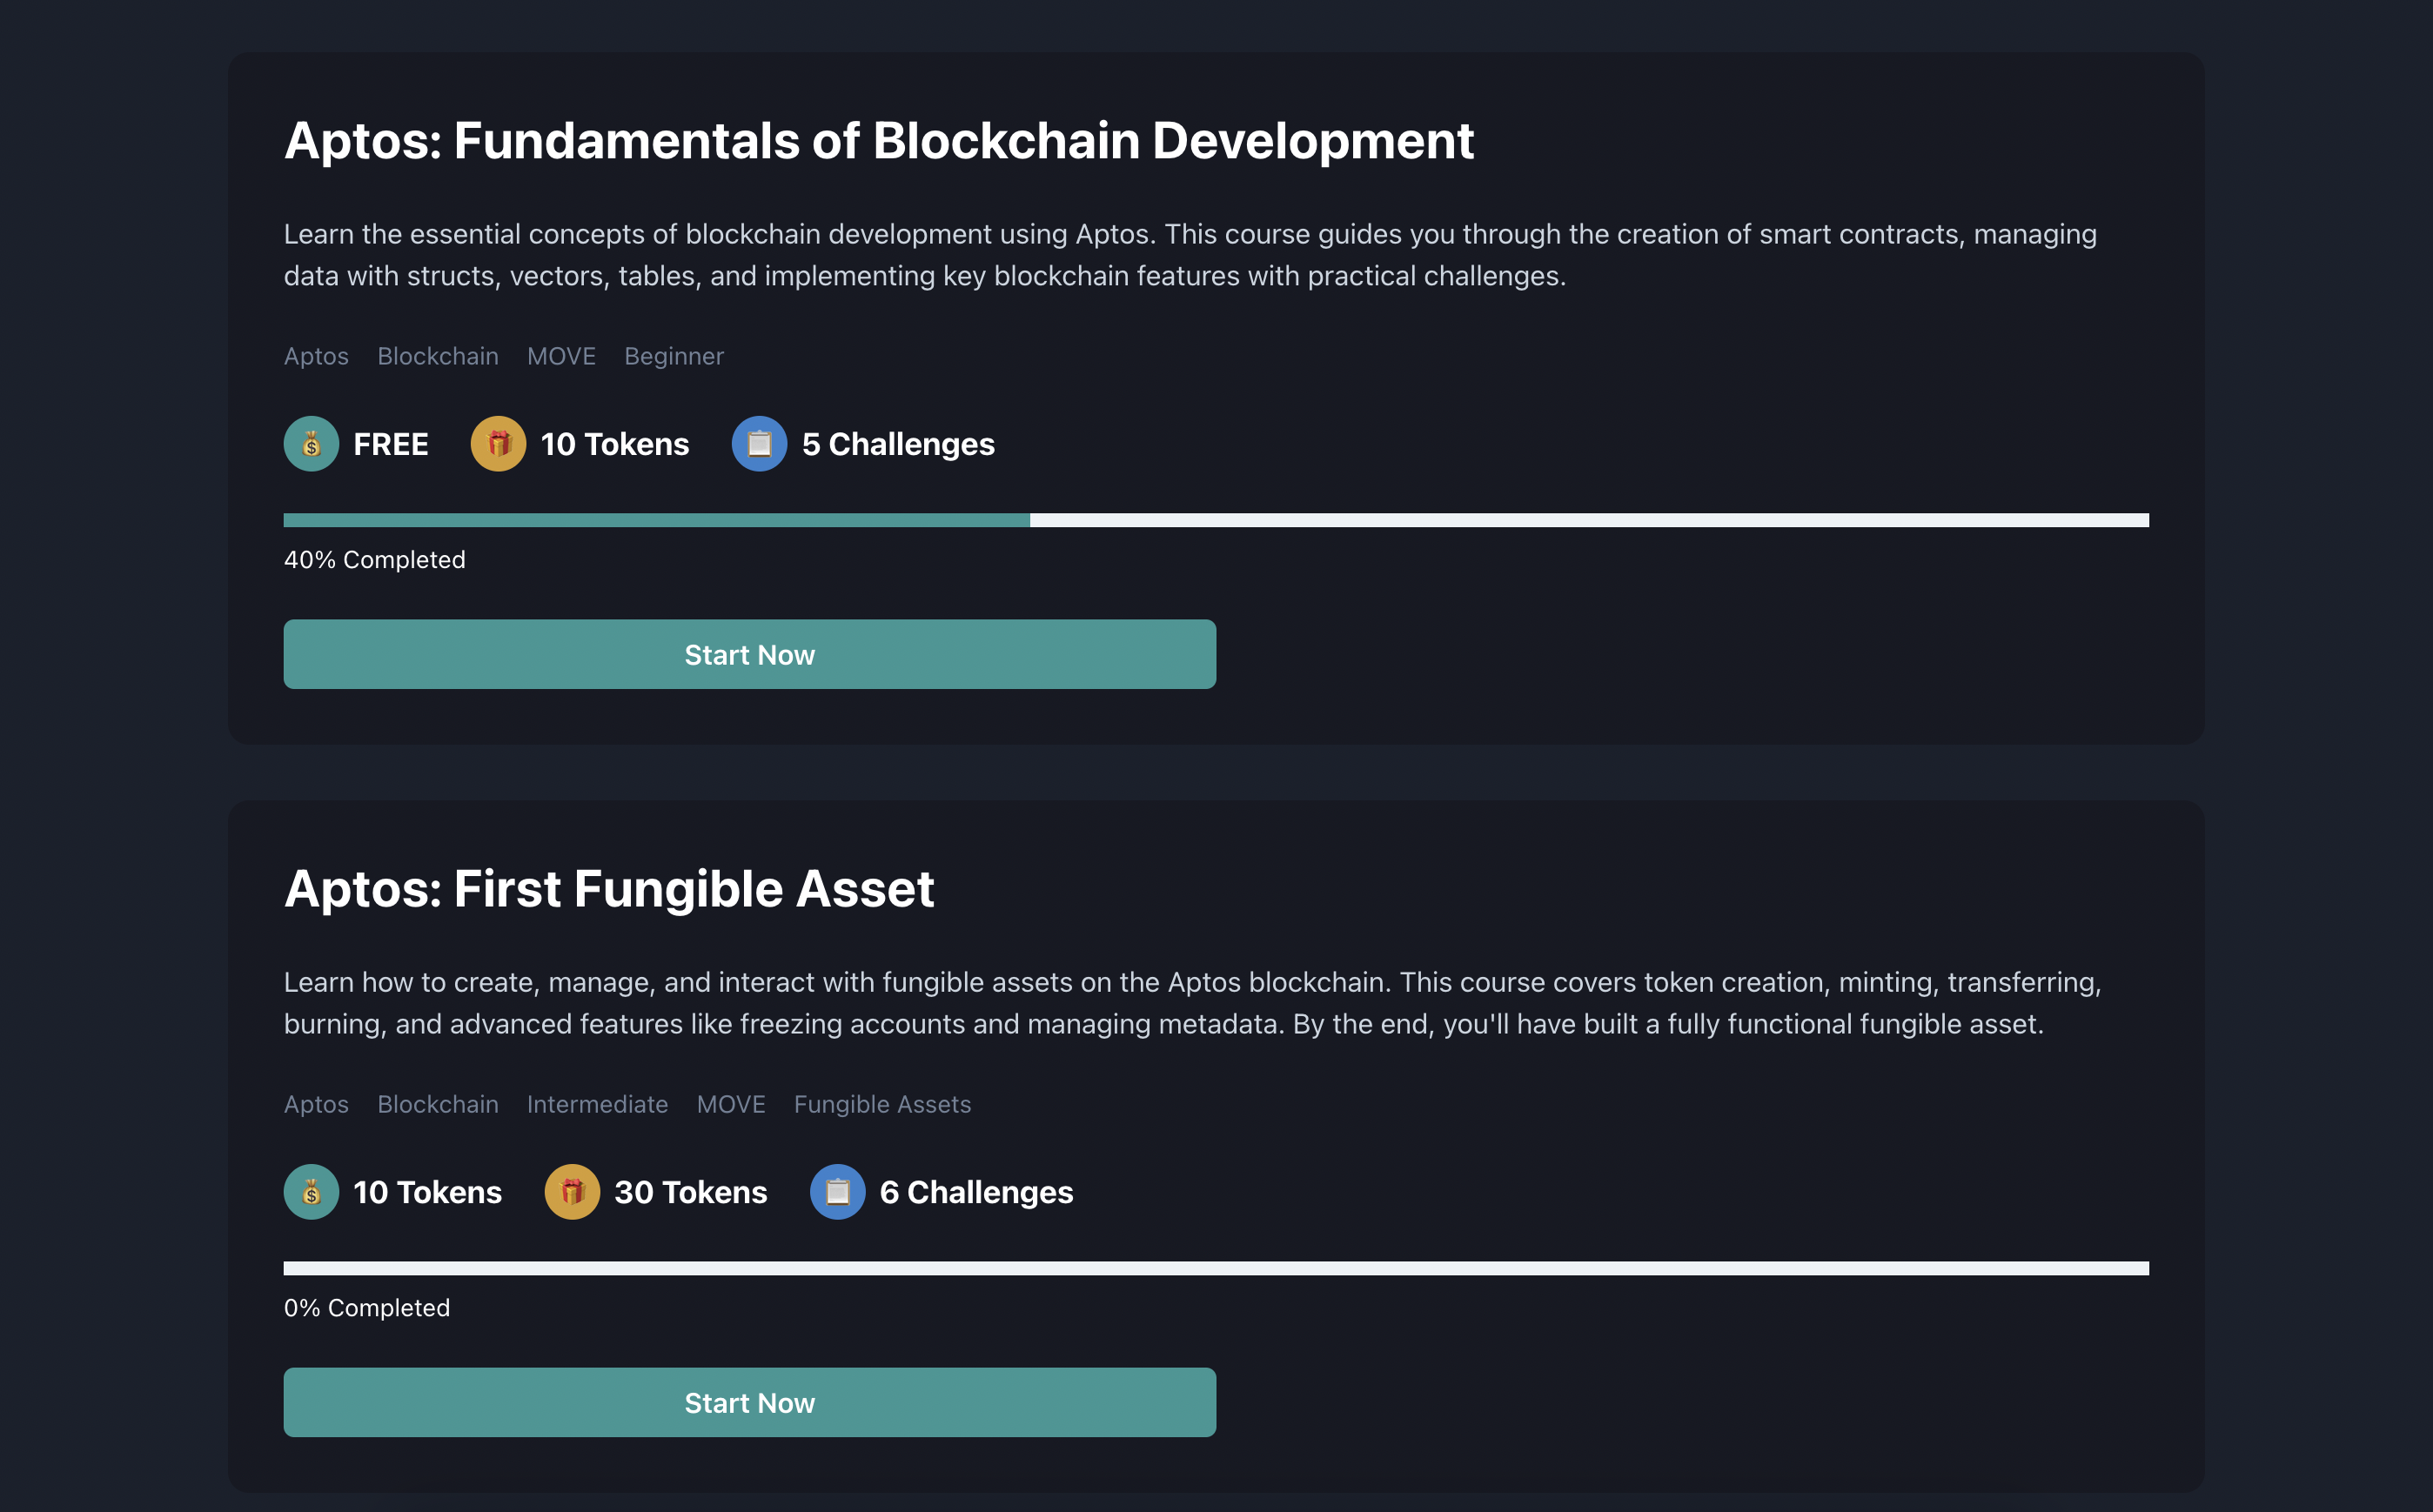 Aptos: Fundamentals of Blockchain Development
Learn the essential concepts of blockchain development using Aptos. This course guides you through the creation of smart contracts, managing
data with structs, vectors, tables, and implementing key blockchain features with practical challenges.
Aptos Blockchain MOVE Beginner
FREE 10 Tokens 5 Challenges
40% Completed
Start Now
Aptos: First Fungible Asset
Learn how to create, manage, and interact with fungible assets on the Aptos blockchain. This course covers token creation, minting, transferring,
burning, and advanced features like freezing accounts and managing metadata. By the end, you'll have built a fully functional fungible asset.
Aptos Blockchain Intermediate MOVE Fungible Assets
10 Tokens 30 Tokens 6 Challenges
0% Completed
Start Now